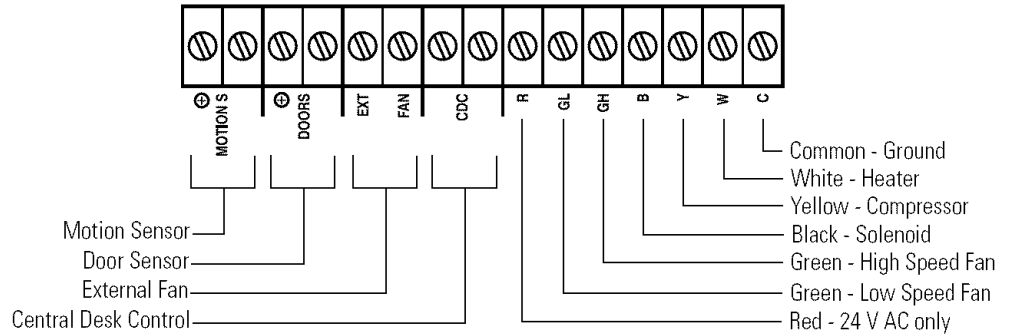 ⊕ MOTION S
⊕ DOORS
EXT FAN
CDC
R
GL
GH
B
Y
W
C
Motion Sensor
Door Sensor
External Fan
Central Desk Control
Common - Ground
White - Heater
Yellow - Compressor
Black - Solenoid
Green - High Speed Fan
Green - Low Speed Fan
Red - 24 V AC only